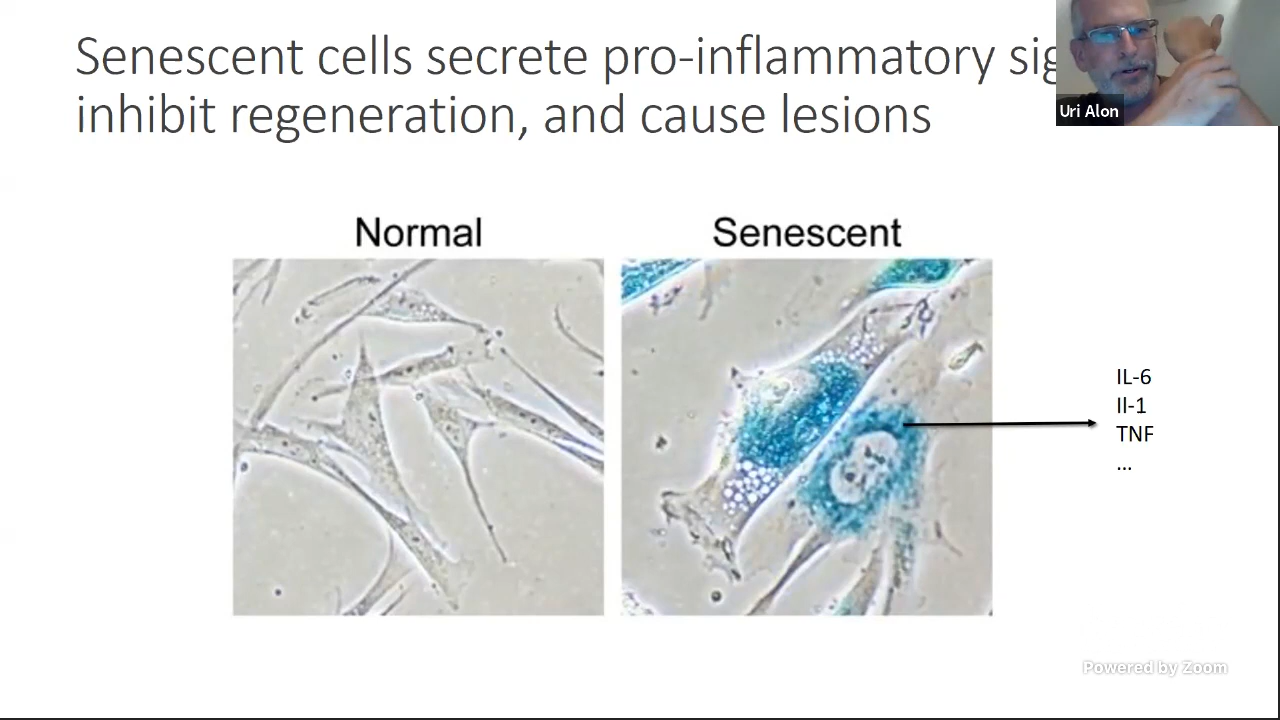 Senescent cells secrete pro-inflammatory
inhibit regeneration, and cause lesions
Uri Alon
Normal
Senescent
IL-6
Il-1
TNF
...
Powered by Zoom